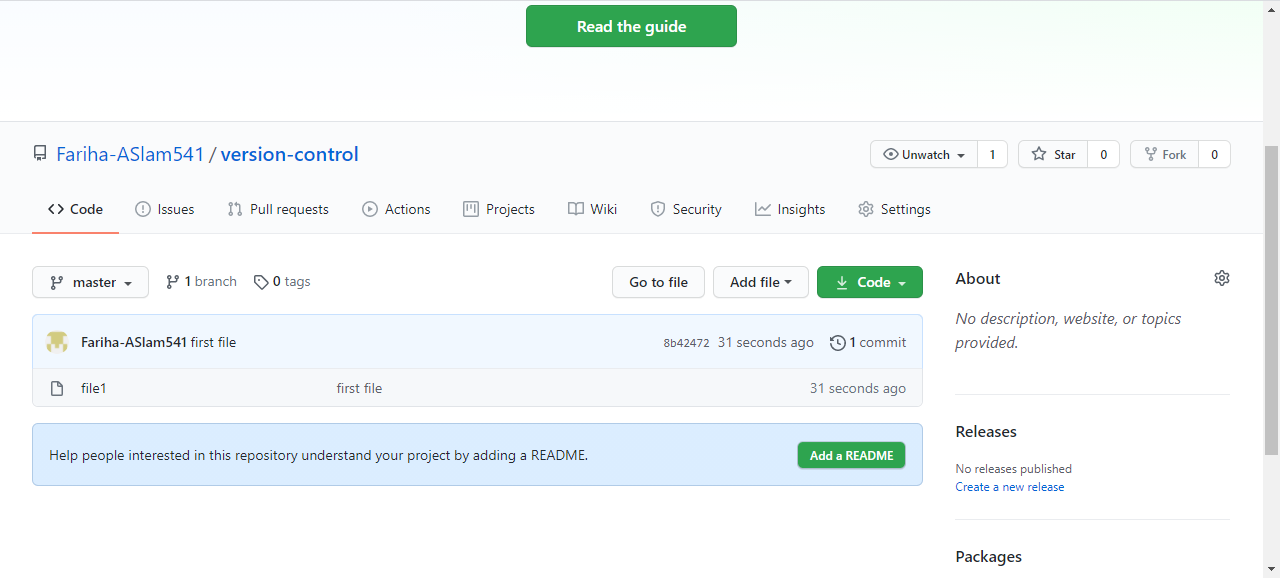 Read the guide
Fariha-ASlam541 / version-control
Unwatch 1 Star 0 Fork 0
Code Issues Pull requests Actions Projects Wiki Security Insights Settings
master 1 branch 0 tags Go to file Add file Code
Fariha-ASlam541 first file 8b42472 31 seconds ago 1 commit
file1 first file 31 seconds ago
Help people interested in this repository understand your project by adding a README. Add a README
About
No description, website, or topics
provided.
Releases
No releases published
Create a new release
Packages